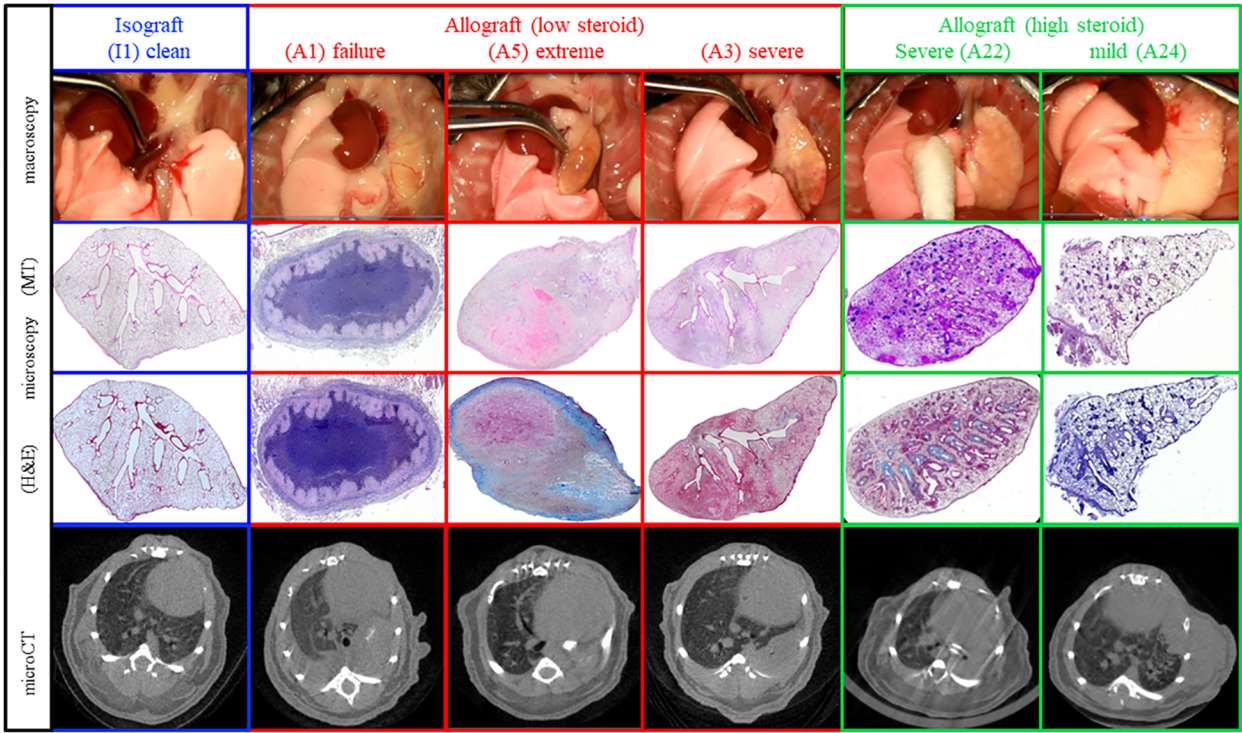 Isograft
(I1) clean
Allograft (low steroid)
(A1) failure
(A5) extreme
(A3) severe
Allograft (high steroid)
Severe (A22)
mild (A24)
macroscopy
microscopy
(MT)
(H&E)
microCT